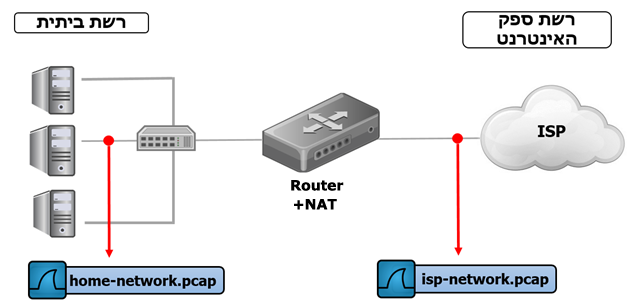 רשת ביתית
רשת ספק
האינטרנט
ISP
Router
+NAT
home-network.pcap
isp-network.pcap